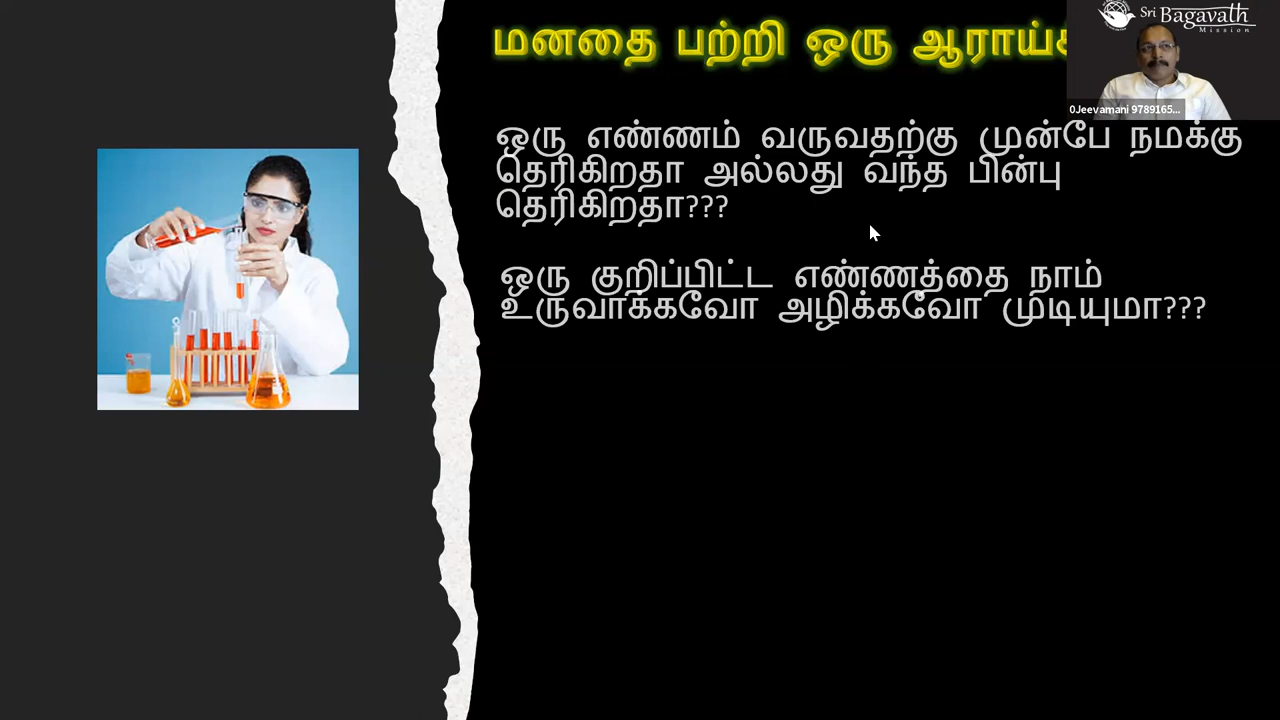 மனதை பற்றி ஒரு
Sri Bagavath
Mission
0Jeevamani 9789165...
ஒரு எண்ணம் வருவதற்கு முன்பே நமக்கு
தெரிகிறதா அல்லது வந்த பின்பு
தெரிகிறதா???
ஒரு குறிப்பிட்ட எண்ணத்தை நாம்
உருவாக்கவோ அழிக்கவோ முடியுமா???